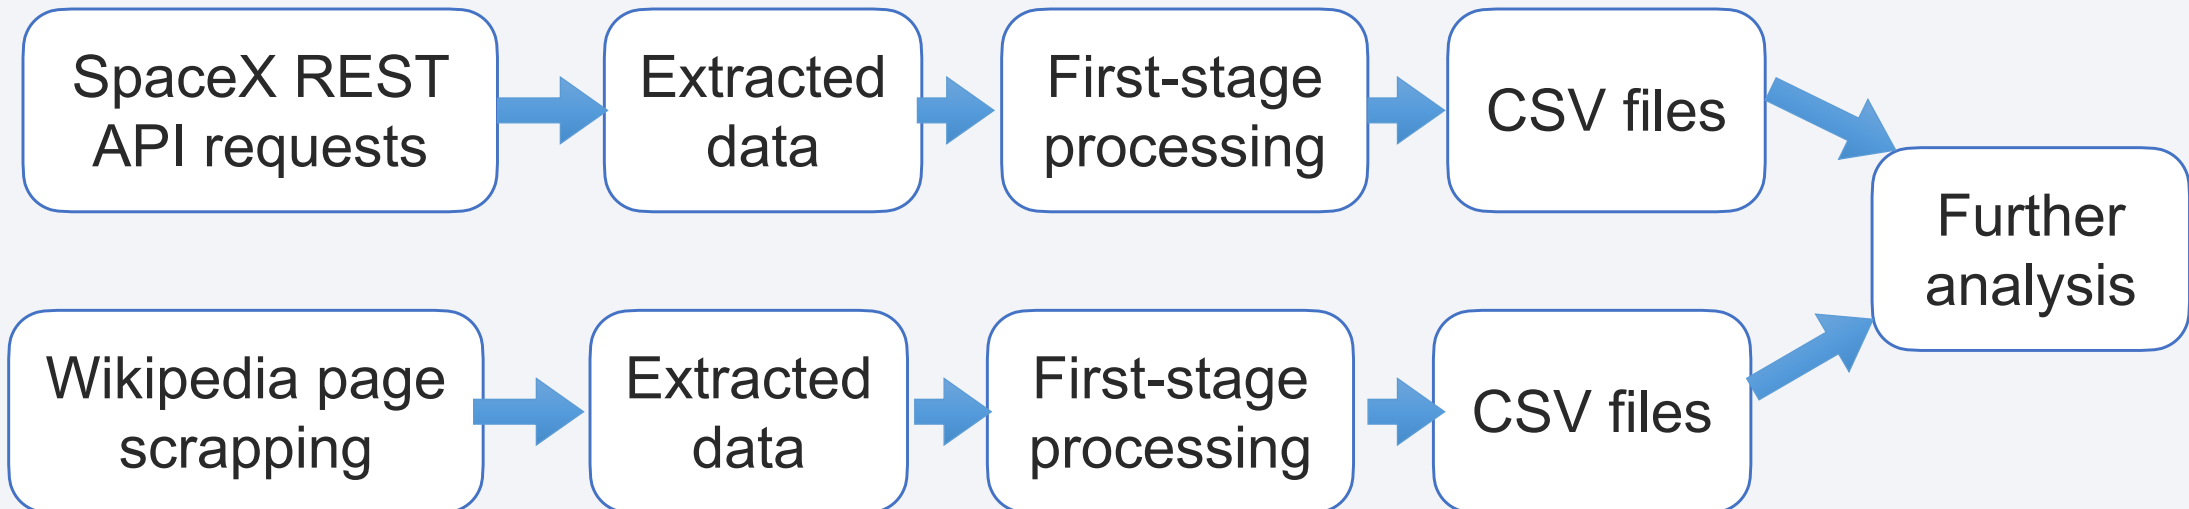 SpaceX REST
API requests
Extracted
data
First-stage
processing
CSV files
Further
analysis
Wikipedia page
scrapping
Extracted
data
First-stage
processing
CSV files